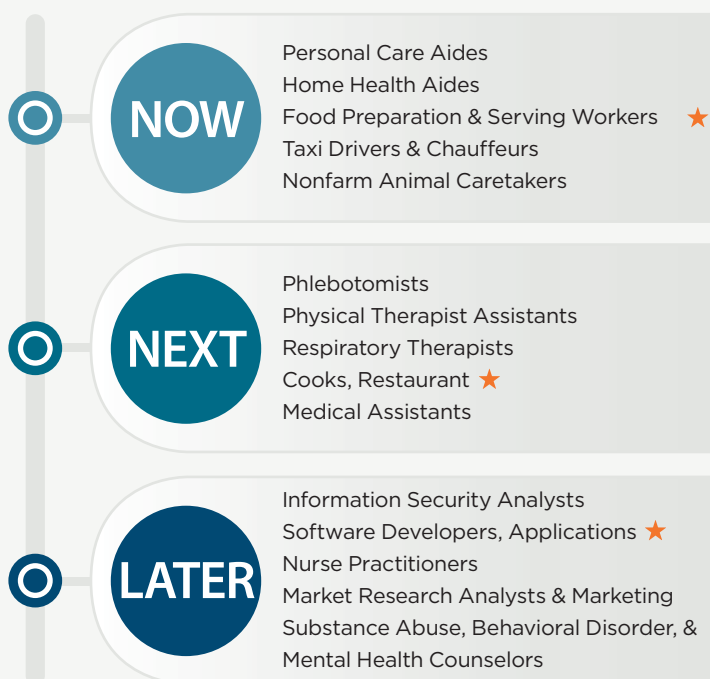 NOW
Personal Care Aides
Home Health Aides
Food Preparation & Serving Workers
Taxi Drivers & Chauffeurs
Nonfarm Animal Caretakers
NEXT
Phlebotomists
Physical Therapist Assistants
Respiratory Therapists
Cooks, Restaurant
Medical Assistants
LATER
Information Security Analysts
Software Developers, Applications
Nurse Practitioners
Market Research Analysts & Marketing
Substance Abuse, Behavioral Disorder, &
Mental Health Counselors